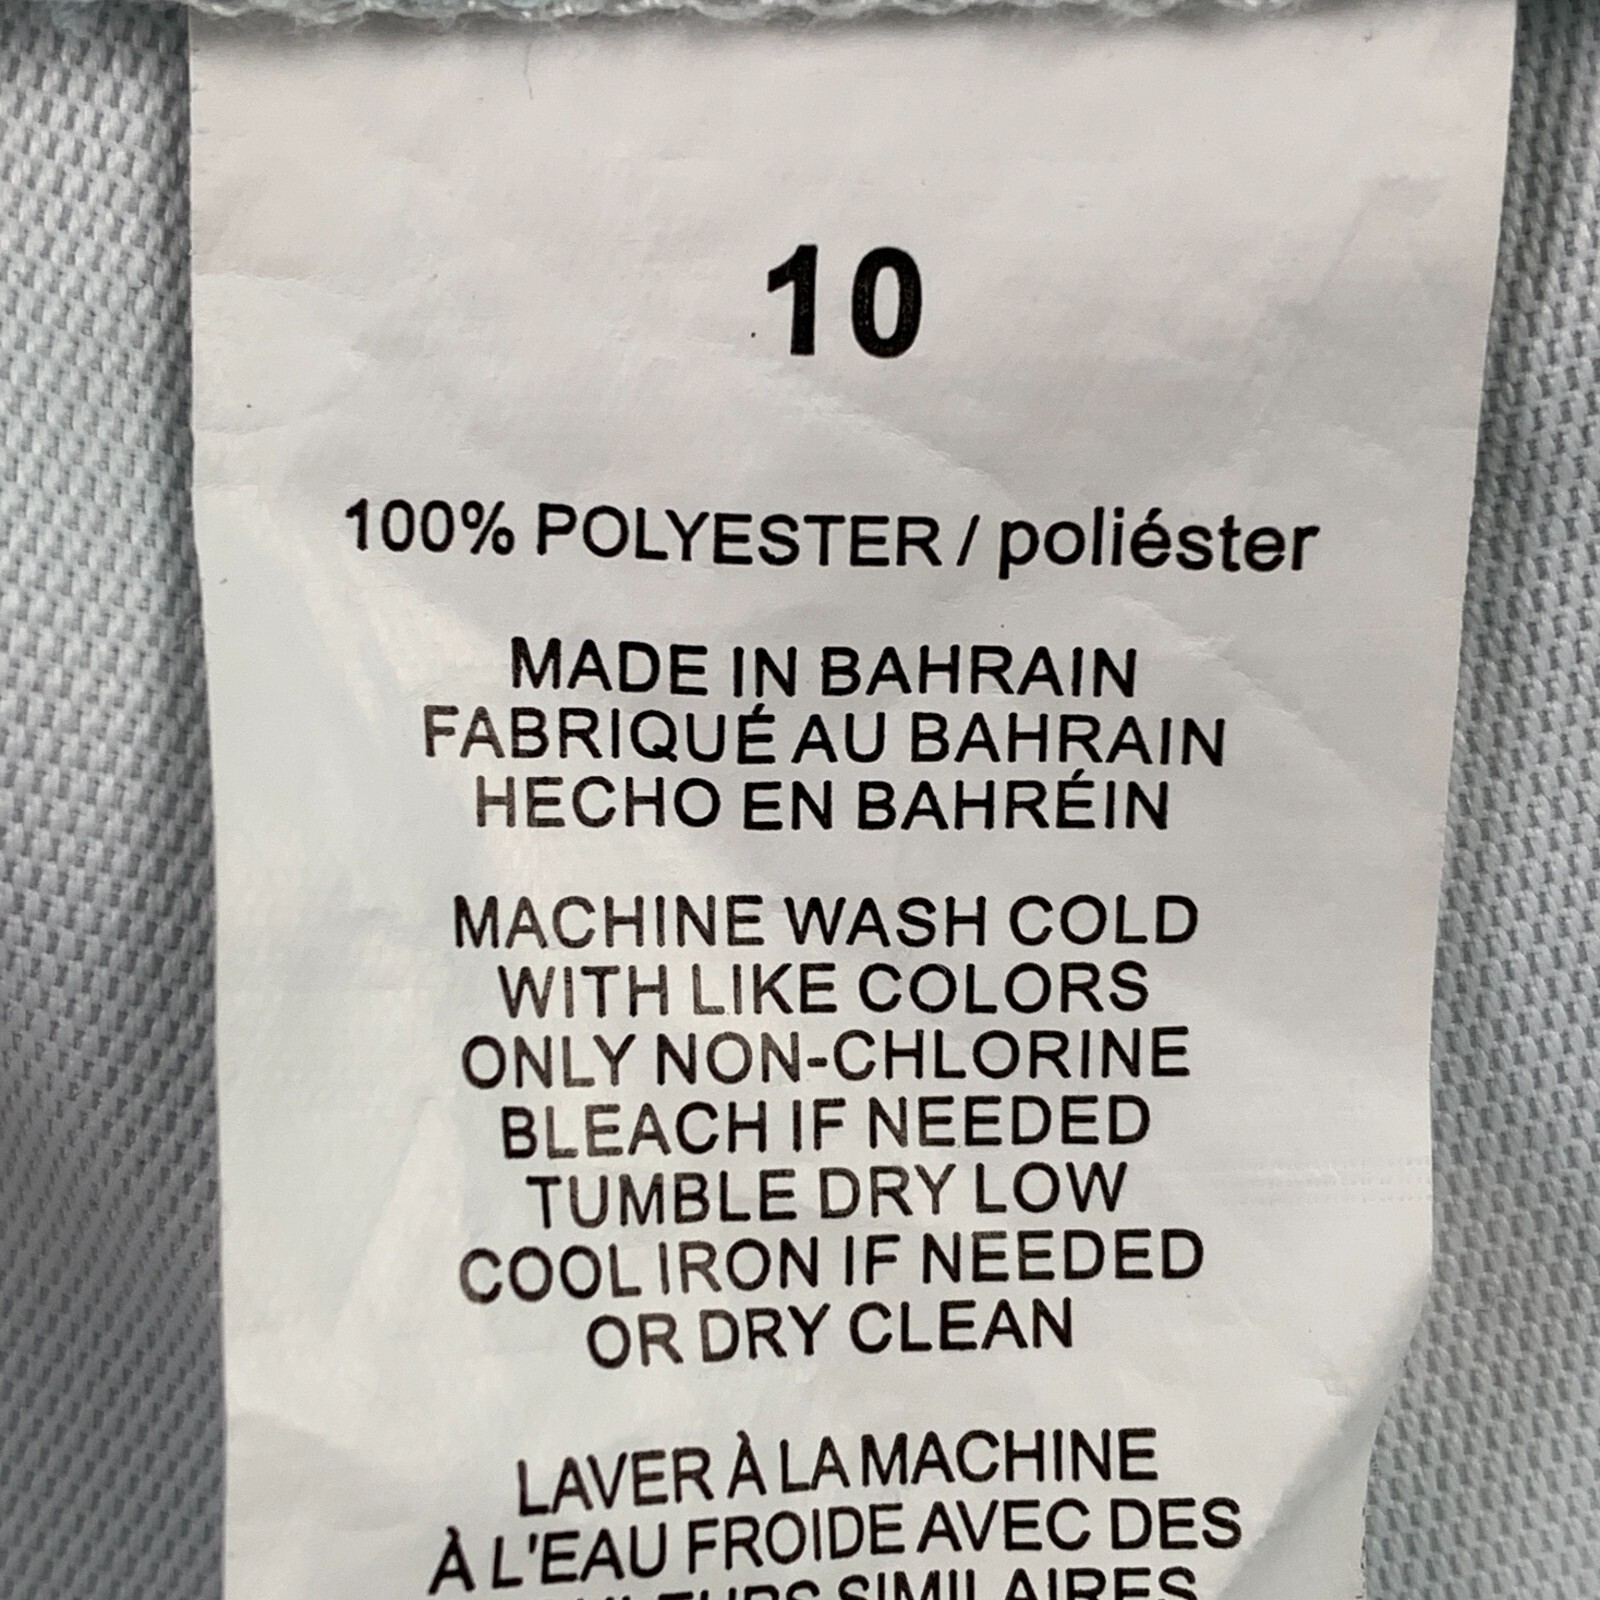 10
100% POLYESTER / poliéster
MADE IN BAHRAIN
FABRIQUÉ AU BAHRAIN
HECHO EN BAHRÉIN
MACHINE WASH COLD
WITH LIKE COLORS
ONLY NON-CHLORINE
BLEACH IF NEEDED
TUMBLE DRY LOW
COOL IRON IF NEEDED
OR DRY CLEAN
LAVER À LA MACHINE
À L'EAU FROIDE AVEC DES
SIMILAIRES